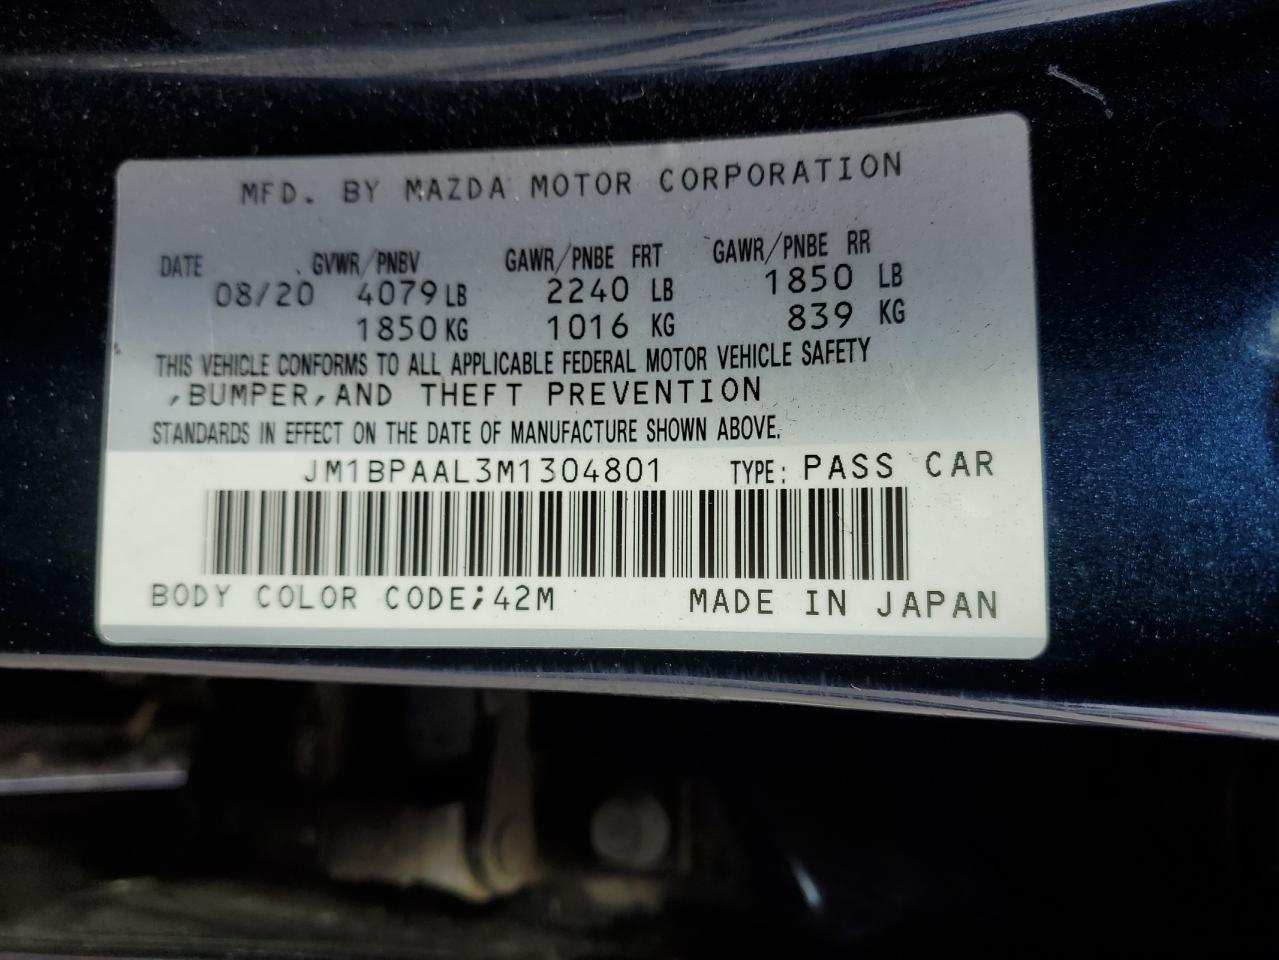 MFD. BY MAZDA MOTOR CORPORATION
DATE GVWR/PNBV GAWR/PNBE FRT GAWR/PNBE RR
08/20 4079 LB 2240 LB 1850 LB
1850 KG 1016 KG 839 KG
THIS VEHICLE CONFORMS TO ALL APPLICABLE FEDERAL MOTOR VEHICLE SAFETY
,BUMPER,AND THEFT PREVENTION
STANDARDS IN EFFECT ON THE DATE OF MANUFACTURE SHOWN ABOVE.
JM1BPAAL3M1304801 TYPE: PASS CAR
BODY COLOR CODE;42M MADE IN JAPAN